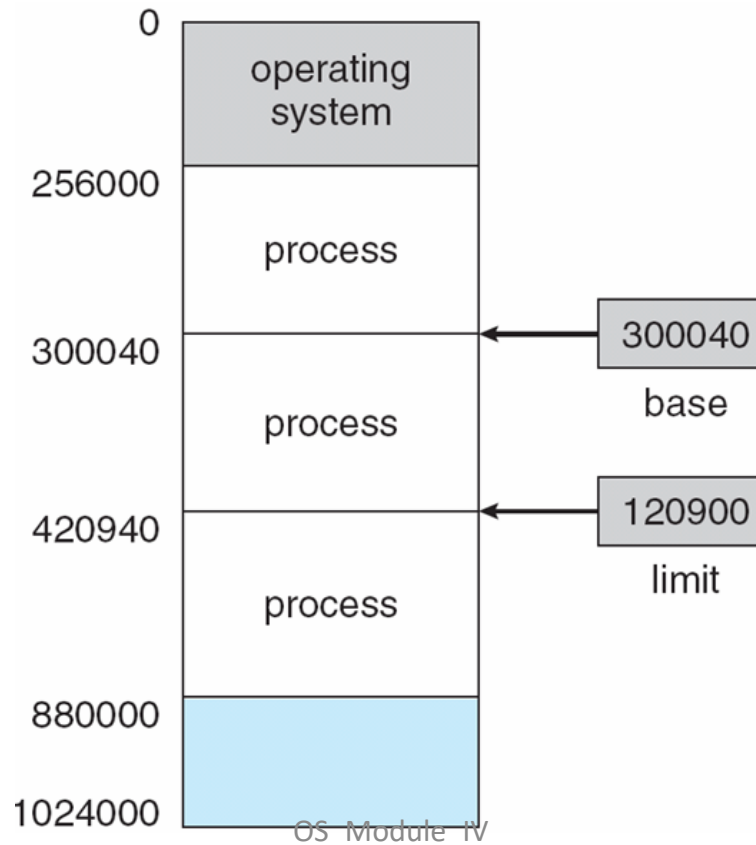 0
operating
system
256000
process
300040
300040
base
process
120900
420940
limit
process
880000
1024000
OS Module IV